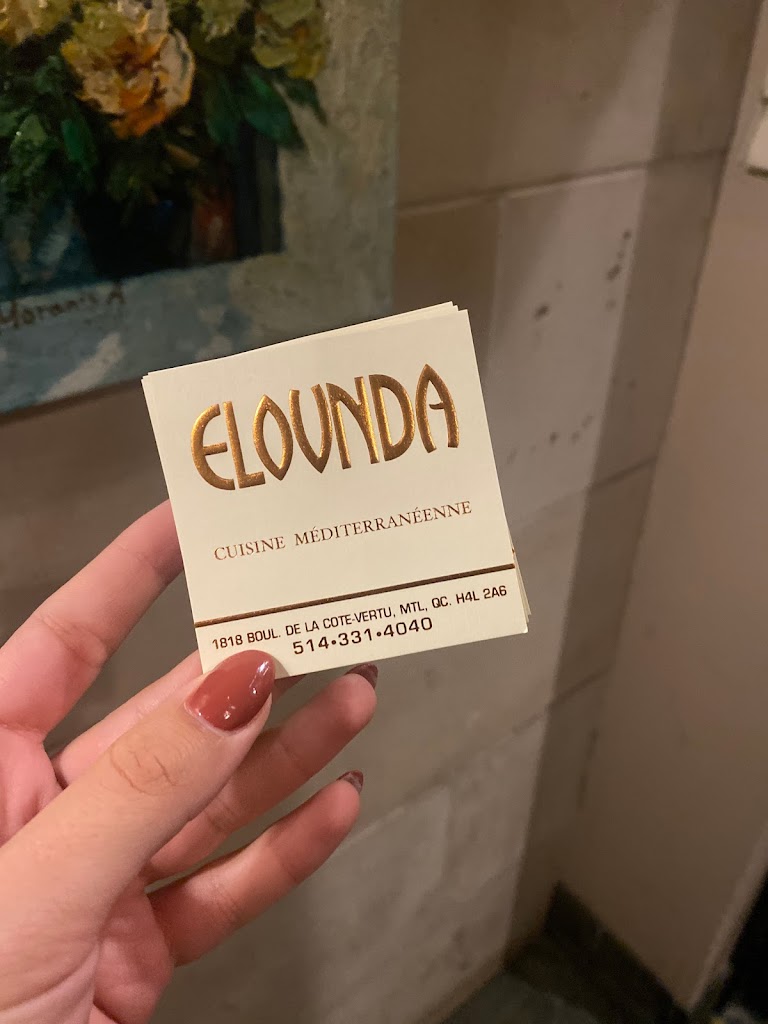 ELOUNDA
CUISINE MÉDITERRANÉENNE
1818 BOUL. DE LA COTE-VERTU, MTL, QC. H4L 2A6
514•331•4040